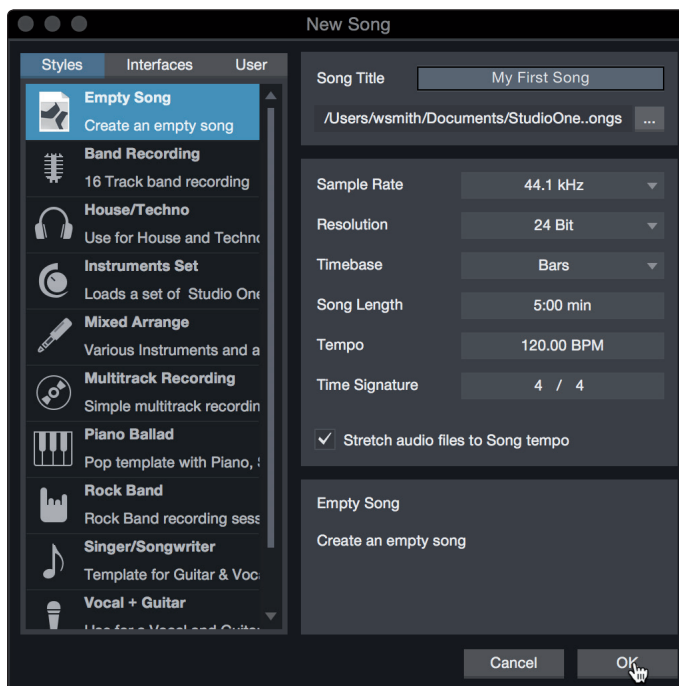 New Song
Styles Interfaces User
Empty Song
Create an empty song
Band Recording
16 Track band recording
House/Techno
Use for House and Techno
Instruments Set
Loads a set of Studio One
Mixed Arrange
Various Instruments and a
Multitrack Recording
Simple multitrack recordin
Piano Ballad
Pop template with Piano,
Rock Band
Rock Band recording sess
Singer/Songwriter
Template for Guitar & Voc
Vocal + Guitar
Song Title My First Song
/Users/wsmith/Documents/StudioOne..ongs ...
Sample Rate 44.1 kHz
Resolution 24 Bit
Timebase Bars
Song Length 5:00 min
Tempo 120.00 BPM
Time Signature 4 / 4
Stretch audio files to Song tempo
Empty Song
Create an empty song
Cancel OK